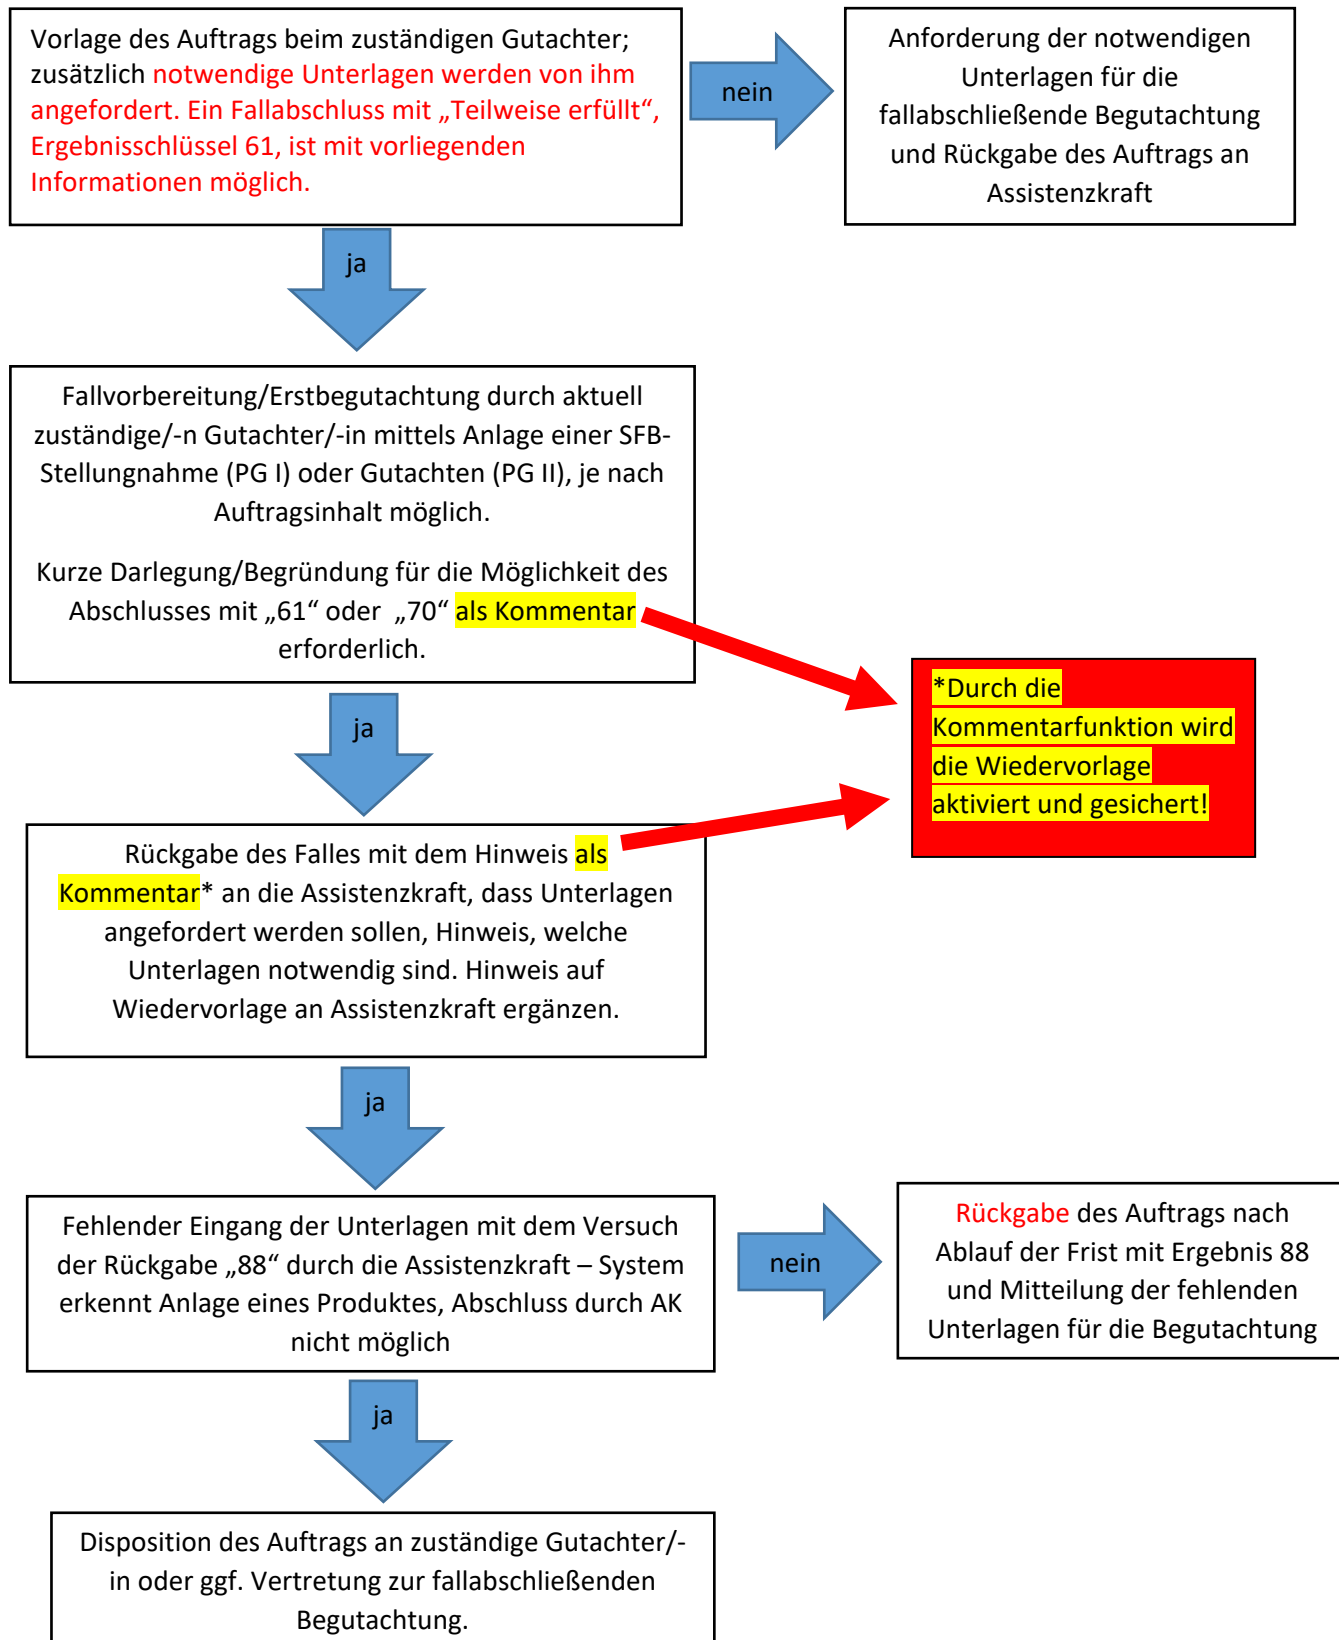 Vorlage des Auftrags beim zuständigen Gutachter;
zusätzlich notwendige Unterlagen werden von ihm
angefordert. Ein Fallabschluss mit „Teilweise erfüllt“,
Ergebnisschlüssel 61, ist mit vorliegenden
Informationen möglich.
nein
Anforderung der notwendigen
Unterlagen für die
fallabschließende Begutachtung
und Rückgabe des Auftrags an
Assistenzkraft
ja
Fallvorbereitung/Erstbegutachtung durch aktuell
zuständige/-n Gutachter/-in mittels Anlage einer SFB-
Stellungnahme (PG I) oder Gutachten (PG II), je nach
Auftragsinhalt möglich.
Kurze Darlegung/Begründung für die Möglichkeit des
Abschlusses mit „61“ oder „70“ als Kommentar
erforderlich.
*Durch die
Kommentarfunktion wird
die Wiedervorlage
aktiviert und gesichert!
ja
Rückgabe des Falles mit dem Hinweis als
Kommentar* an die Assistenzkraft, dass Unterlagen
angefordert werden sollen, Hinweis, welche
Unterlagen notwendig sind. Hinweis auf
Wiedervorlage an Assistenzkraft ergänzen.
ja
Fehlender Eingang der Unterlagen mit dem Versuch
der Rückgabe „88“ durch die Assistenzkraft – System
erkennt Anlage eines Produktes, Abschluss durch AK
nicht möglich
nein
Rückgabe des Auftrags nach
Ablauf der Frist mit Ergebnis 88
und Mitteilung der fehlenden
Unterlagen für die Begutachtung
ja
Disposition des Auftrags an zuständige Gutachter/-
in oder ggf. Vertretung zur fallabschließenden
Begutachtung.